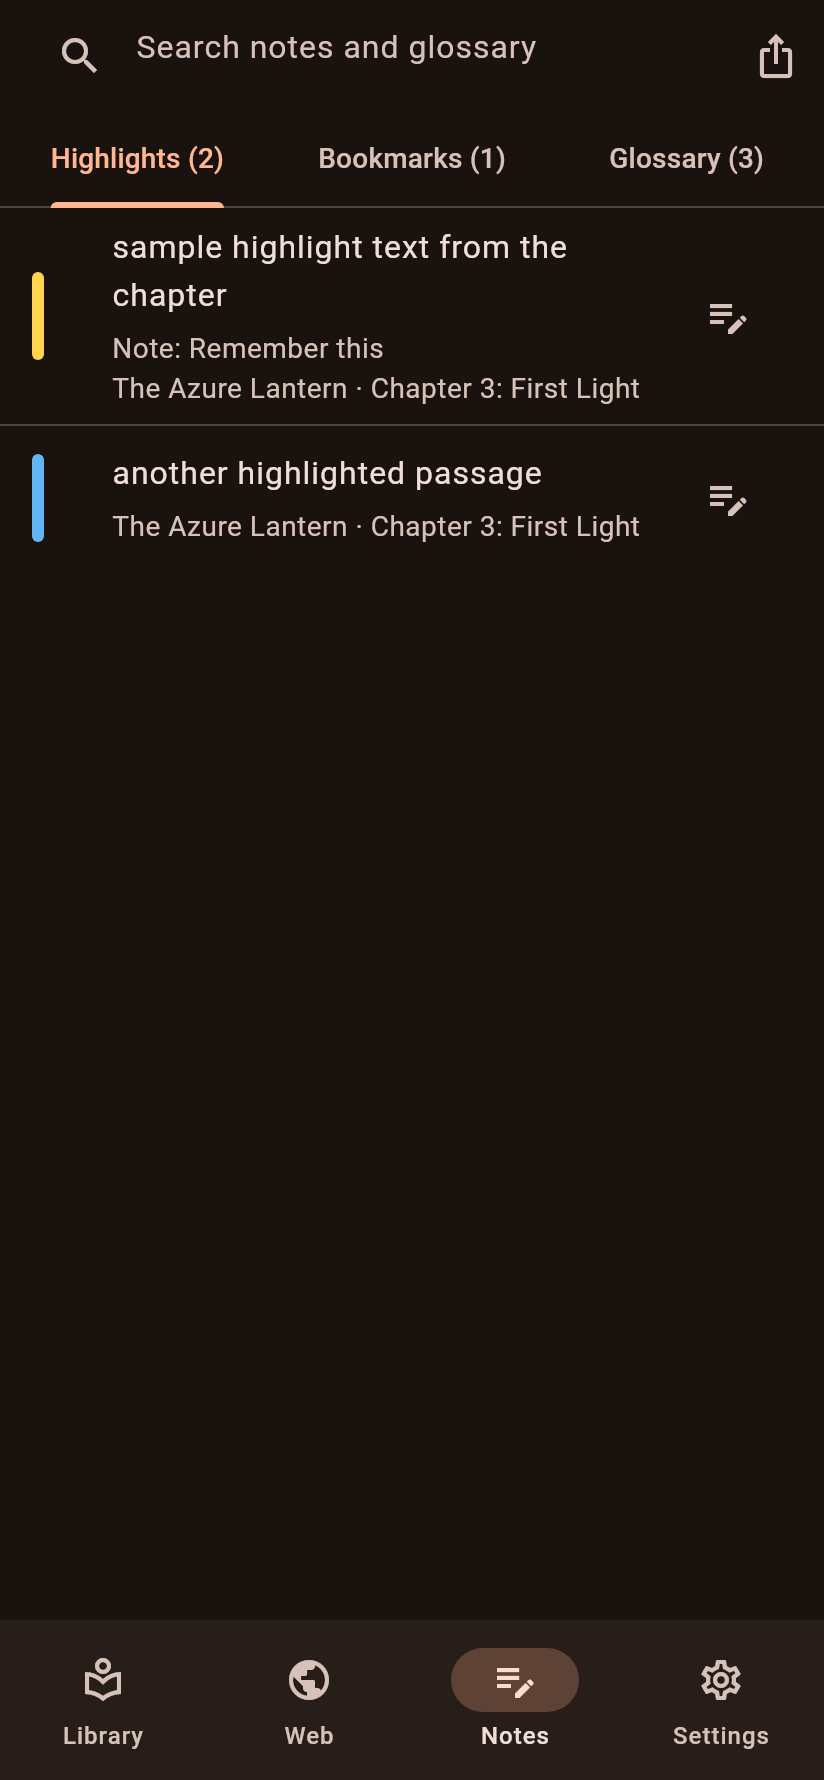 Search notes and glossary
Highlights (2)
Bookmarks (1)
Glossary (3)
sample highlight text from the
chapter
Note: Remember this
The Azure Lantern · Chapter 3: First Light
another highlighted passage
The Azure Lantern · Chapter 3: First Light
Library
Web
Notes
Settings